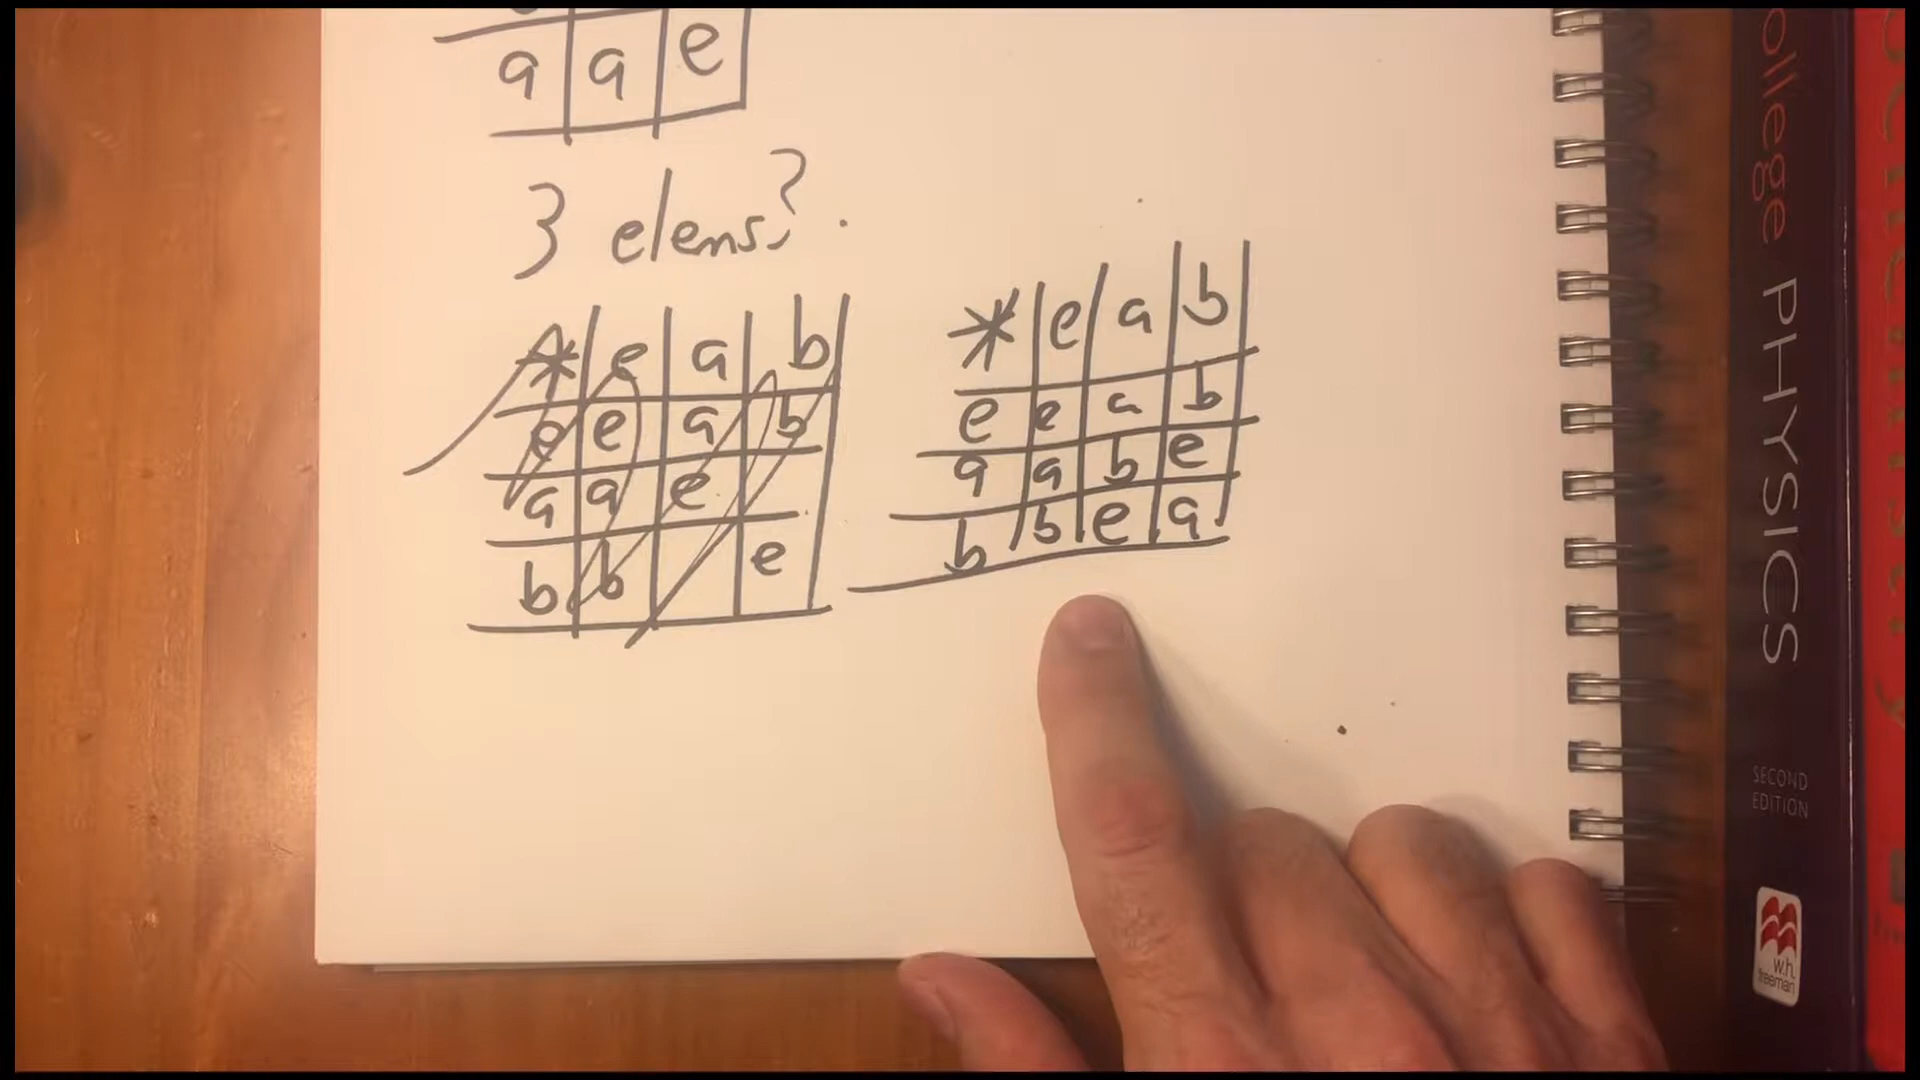 a a e
3 elems?
* e a b
e e a b
a a e
b b e
* e a b
e e a b
a a b e
b b e a
College PHYSICS
SECOND EDITION
w.h.
freeman